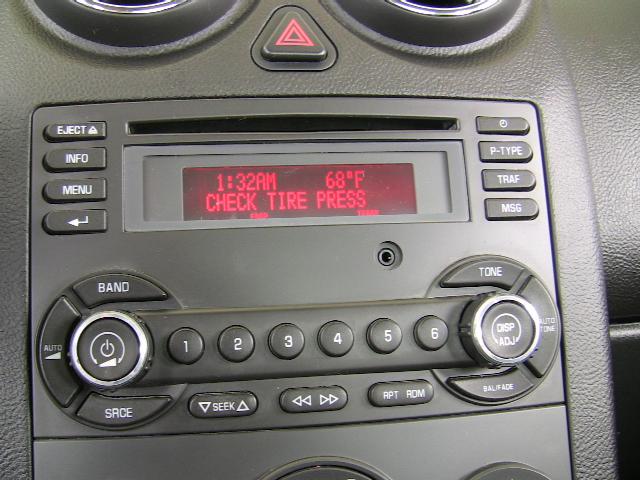 EJECT
INFO
MENU
P-TYPE
TRAF
MSG
1:32AM 68°F
CHECK TIRE PRESS
BAND
TONE
AUTO
1 2 3 4 5 6
DISP
ADJ
AUTO
TONE
SRCE
SEEK
RPT RDM
BAL/FADE